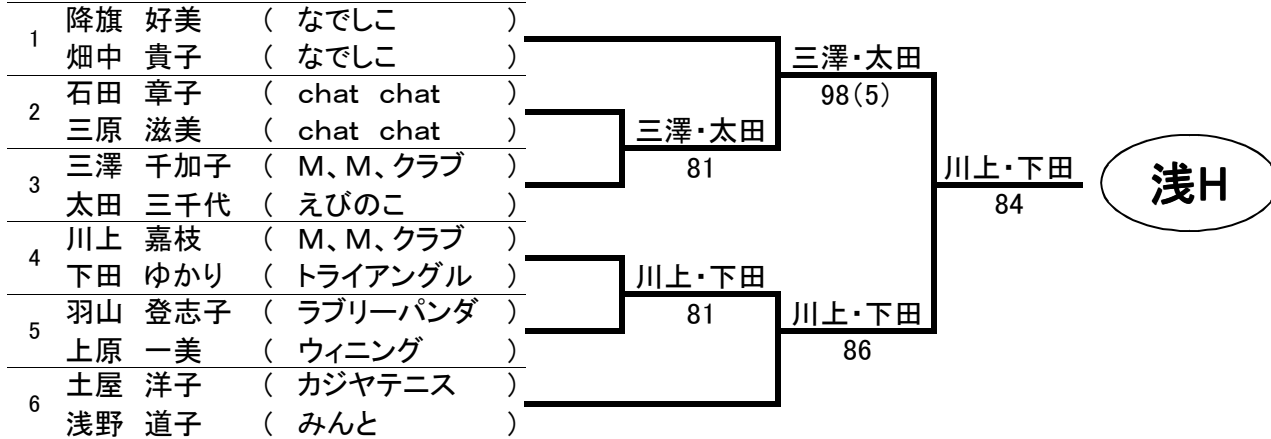 1
降旗 好美 ( なでしこ )
畑中 貴子 ( なでしこ )
2
石田 章子 ( chat chat )
三原 滋美 ( chat chat )
3
三澤 千加子 ( M、M、クラブ )
太田 三千代 ( えびのこ )
4
川上 嘉枝 ( M、M、クラブ )
下田 ゆかり ( トライアングル )
5
羽山 登志子 ( ラブリーパンダ )
上原 一美 ( ウィニング )
6
土屋 洋子 ( カジヤテニス )
浅野 道子 ( みんと )
三澤・太田
81
川上・下田
81
三澤・太田
98(5)
川上・下田
86
川上・下田
84
浅H